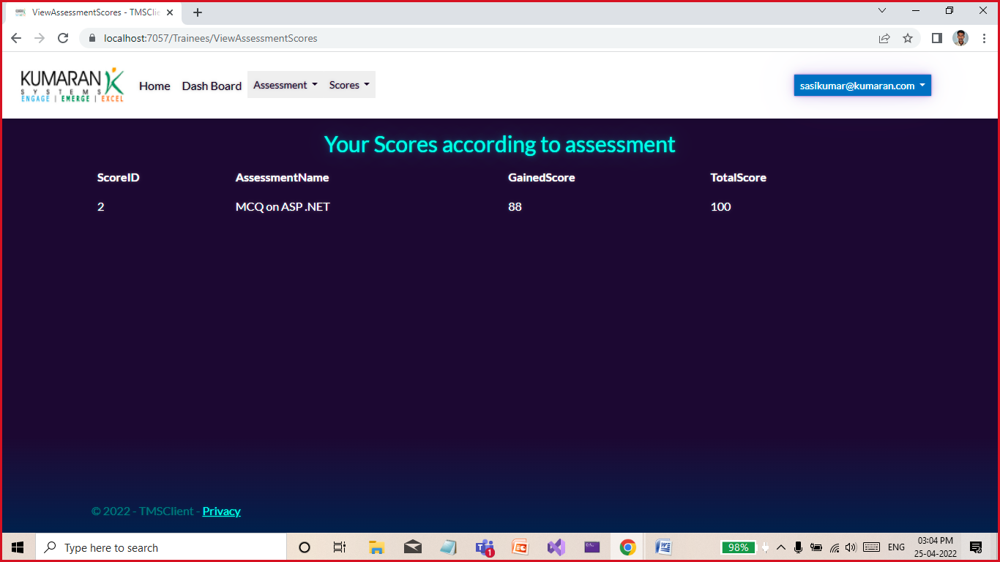 ViewAssessmentScores - TMSClie
localhost:7057/Trainees/ViewAssessmentScores
KUMARAN
SYSTEMS
ENGAGE | EMERGE | EXCEL
Home Dash Board Assessment Scores sasikumar@kumaran.com
Your Scores according to assessment
ScoreID AssessmentName GainedScore TotalScore
2 MCQ on ASP .NET 88 100
© 2022 - TMSClient - Privacy
Type here to search 1 98% ENG 03:04 PM
25-04-2022